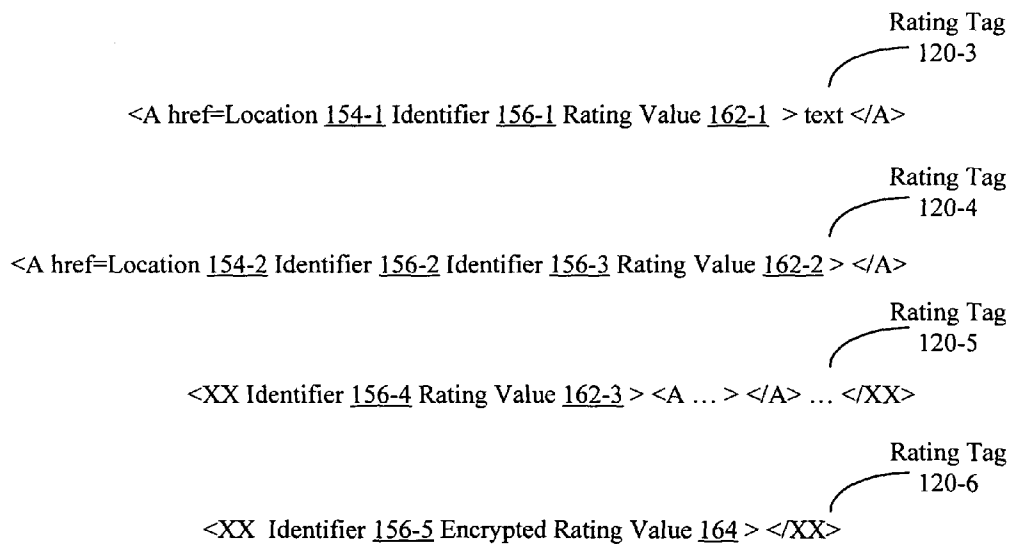 Rating Tag
120-3
<A href=Location 154-1 Identifier 156-1 Rating Value 162-1 > text </A>
Rating Tag
120-4
<A href=Location 154-2 Identifier 156-2 Identifier 156-3 Rating Value 162-2 > </A>
Rating Tag
120-5
<XX Identifier 156-4 Rating Value 162-3 > <A ... > </A> ... </XX>
Rating Tag
120-6
<XX Identifier 156-5 Encrypted Rating Value 164 > </XX>